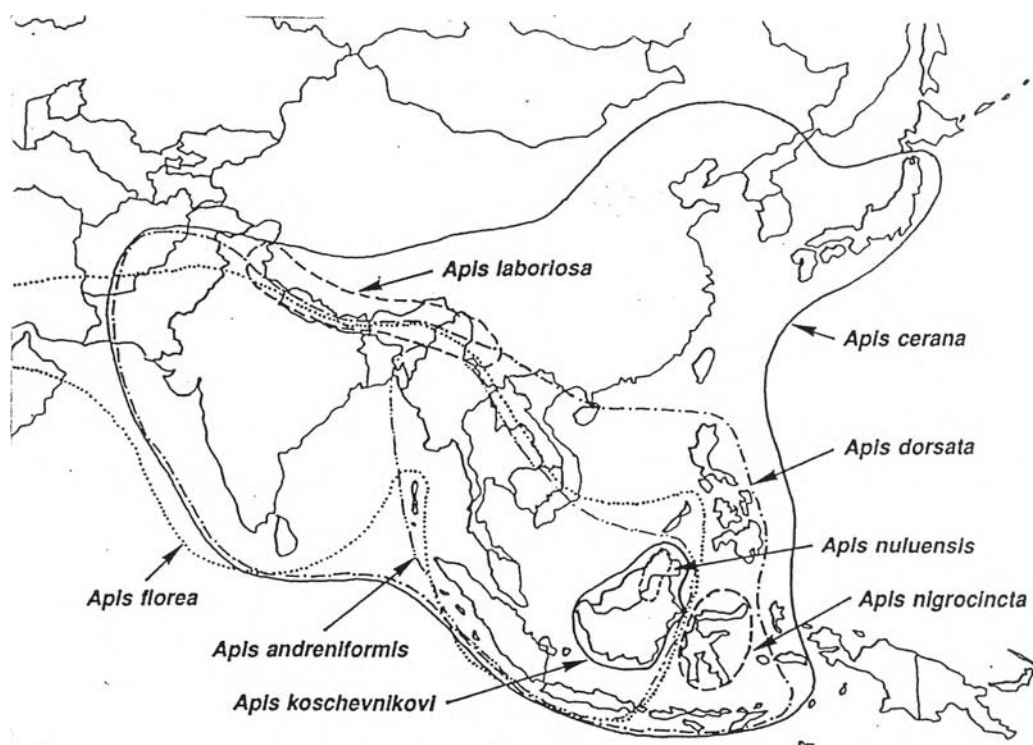 Apis laboriosa
Apis cerana
Apis dorsata
Apis nuluensis
Apis florea
Apis nigrocincta
Apis andreniformis
Apis koschevnikovi